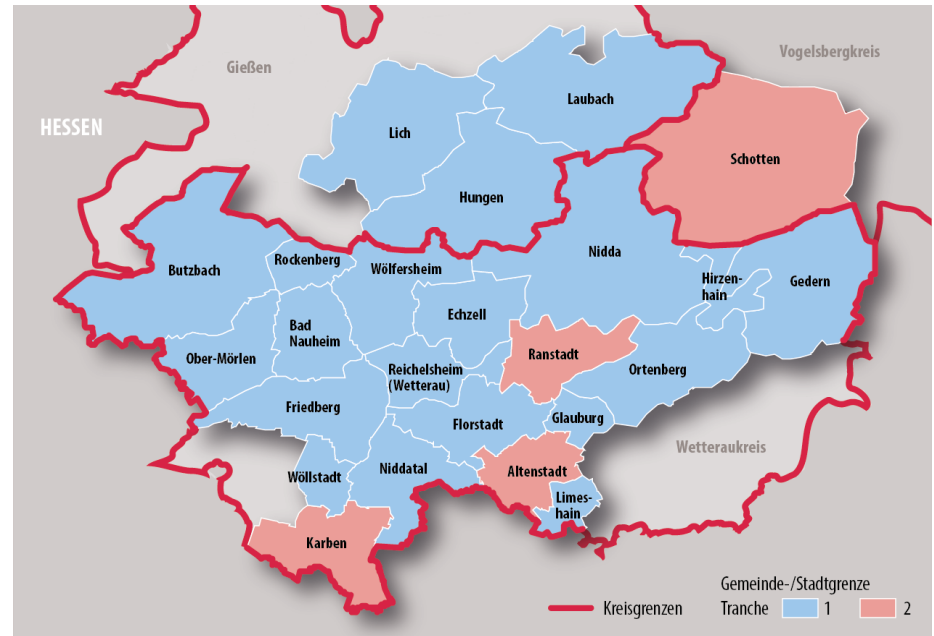 Vogelsbergkreis
Gießen
Laubach
HESSEN
Lich
Schotten
Hungen
Nidda
Rockenberg
Wölfersheim
Butzbach
Hirzen-
hain
Gedern
Echzell
Bad
Nauheim
Ober-Mörlen
Ranstadt
Reichelsheim
(Wetterau)
Ortenberg
Friedberg
Florstadt
Glauburg
Wetteraukreis
Wöllstadt
Niddatal
Altenstadt
Limes-
hain
Karben
Gemeinde-/Stadtgrenze
Kreisgrenzen
Tranche 1 2